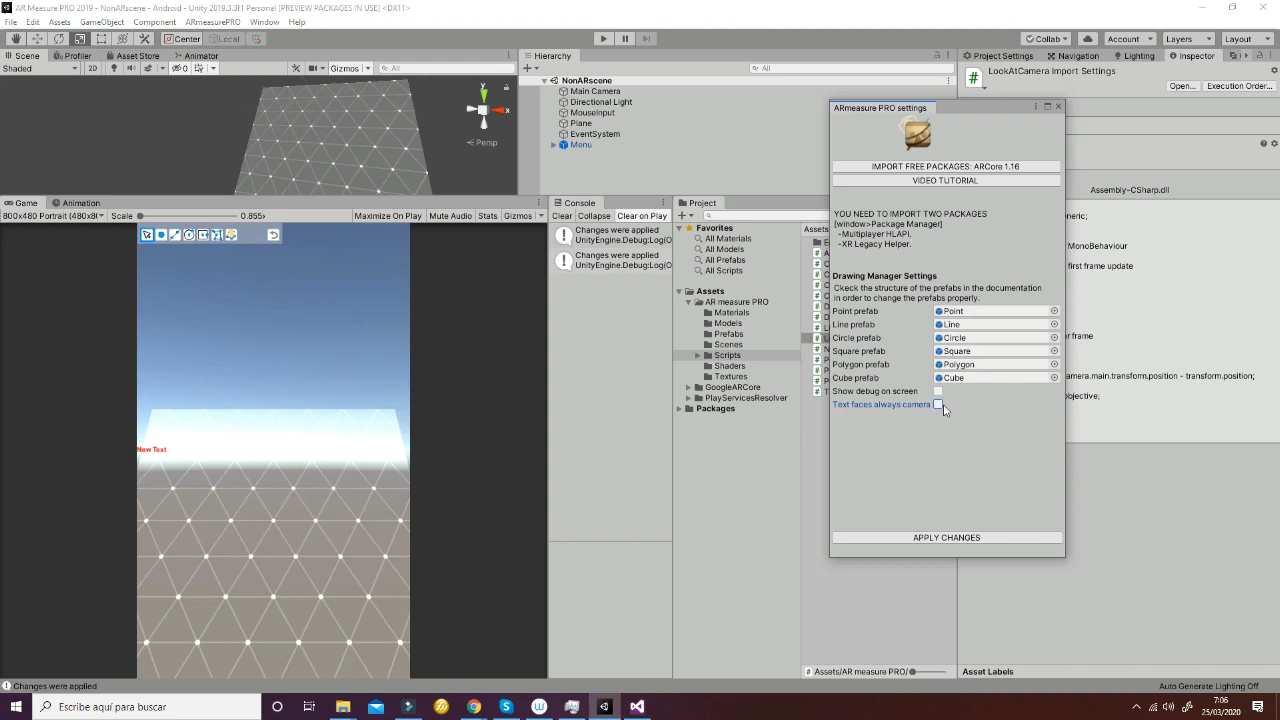 AR Measure PRO 2019 - NonARscene - Android - Unity 2019.3.3f1 Personal [PREVIEW PACKAGES IN USE] <DX11>
File Edit Assets GameObject Component ARmeasurePRO Window Help
Center Local
Collab Account Layers Layout
Scene Profiler Asset Store Animator
Hierarchy
Project Settings Navigation Lighting Inspector
Shaded 2D 0 Gizmos All
All
NonARscene
Main Camera
Directional Light
MouseInput
Plane
EventSystem
Menu
y
x
Persp
LookAtCamera Import Settings
Open... Execution Order...
ARmeasure PRO settings
IMPORT FREE PACKAGES: ARCore 1.16
VIDEO TUTORIAL
YOU NEED TO IMPORT TWO PACKAGES
[window>Package Manager]
-Multiplayer HLAPI.
-XR Legacy Helper.
Drawing Manager Settings
Ckeck the structure of the prefabs in the documentation
in order to change the prefabs properly.
Point prefab Point
Line prefab Line
Circle prefab Circle
Square prefab Square
Polygon prefab Polygon
Cube prefab Cube
Show debug on screen
Text faces always camera
APPLY CHANGES
Assembly-CSharp.dll
neric;
MonoBehaviour
first frame update
er frame
camera.main.transform.position - transform.position);
objective;
Game Animation
800x480 Portrait (480x8 Scale 0.855x Maximize On Play Mute Audio Stats Gizmos
New Text
Console
Clear Collapse Clear on Play
Changes were applied
UnityEngine.Debug:Log(O
Changes were applied
UnityEngine.Debug:Log(O
Project
Favorites
All Materials
All Models
All Prefabs
All Scripts
Assets
AR measure PRO
Materials
Models
Prefabs
Scenes
Scripts
Shaders
Textures
GoogleARCore
PlayServicesResolver
Packages
Assets
Assets/AR measure PRO/
Asset Labels
Changes were applied
Auto Generate Lighting Off
Escribe aquí para buscar
7:06
25/03/2020